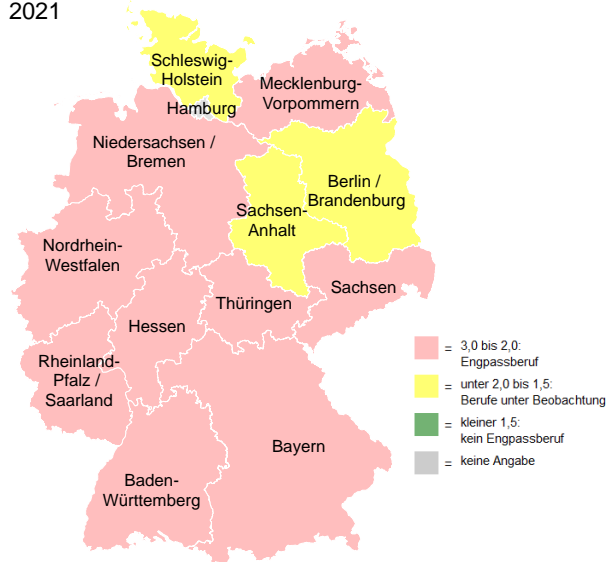 2021
Schleswig-
Holstein
Mecklenburg-
Vorpommern
Hamburg
Niedersachsen /
Bremen
Berlin /
Brandenburg
Sachsen-
Anhalt
Nordrhein-
Westfalen
Sachsen
Thüringen
Hessen
Rheinland-
Pfalz /
Saarland
Bayern
Baden-
Württemberg
= 3,0 bis 2,0:
Engpassberuf
= unter 2,0 bis 1,5:
Berufe unter Beobachtung
= kleiner 1,5:
kein Engpassberuf
= keine Angabe